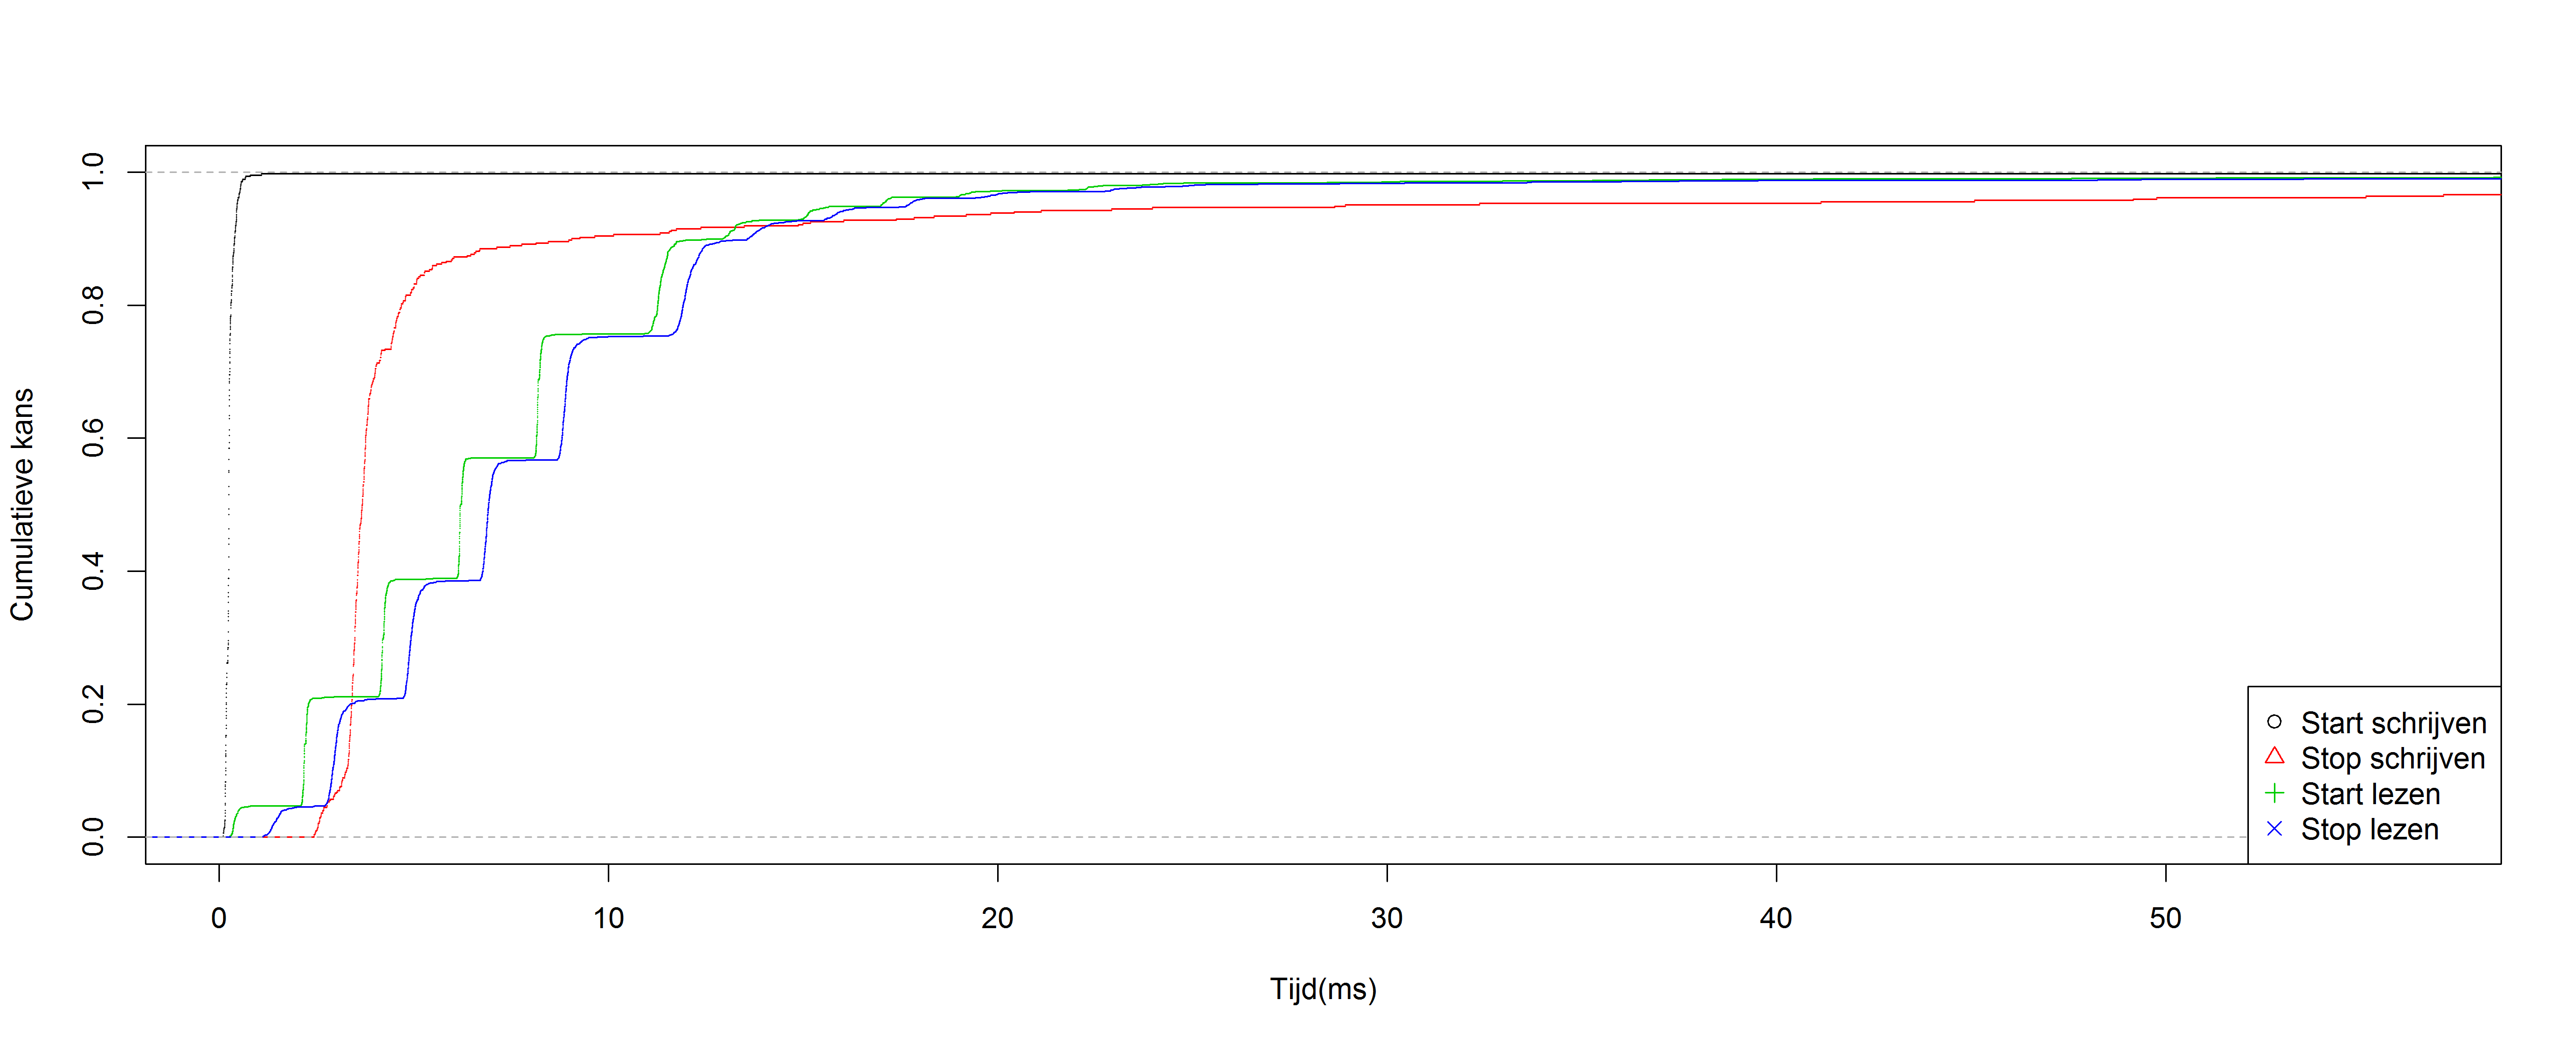 Cumulatieve kans
1.0
0.8
0.6
0.4
0.2
0.0
0 10 20 30 40 50
Tijd(ms)
Start schrijven
Stop schrijven
Start lezen
Stop lezen